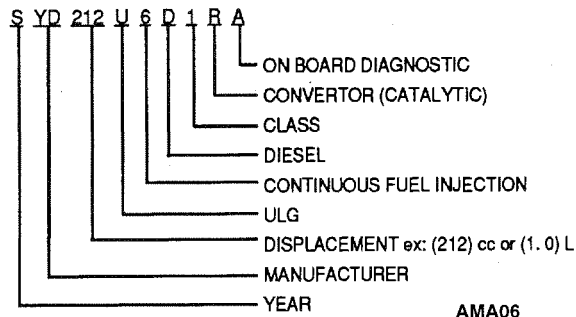 S YD 212 U 6 D 1 R A
ON BOARD DIAGNOSTIC
CONVERTOR (CATALYTIC)
CLASS
DIESEL
CONTINUOUS FUEL INJECTION
ULG
DISPLACEMENT ex: (212) cc or (1. 0) L
MANUFACTURER
YEAR
AMA06